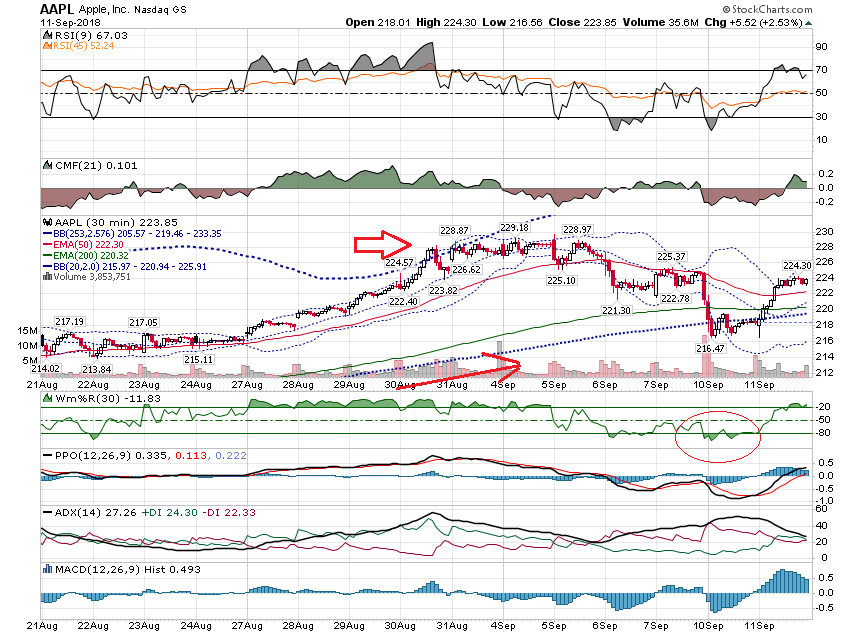 AAPL Apple, Inc. Nasdaq GS © StockCharts.com
11-Sep-2018 Open 218.01 High 224.30 Low 216.56 Close 223.85 Volume 35.6M Chg +5.52 (+2.53%)
RSI(9) 67.03
RSI(45) 52.24
90
70
50
30
10
CMF(21) 0.101
0.2
0.0
-0.2
AAPL (30 min) 223.85
BB(253,2.576) 205.57 - 219.46 - 233.35
EMA(50) 222.30
EMA(200) 220.32
BB(20,2.0) 215.97 - 220.94 - 225.91
Volume 3,853,751
230
228
226
224
222
220
218
216
214
212
15M
10M
5M
217.19
214.02
213.84
217.05
215.11
224.57
222.40
228.87
223.82
226.62
229.18
228.97
225.10
221.30
225.37
222.78
216.47
224.30
21Aug 22Aug 23Aug 24Aug 27Aug 28Aug 29Aug 30Aug 31Aug 4Sep 5Sep 6Sep 7Sep 10Sep 11Sep
Wm%R(30) -11.83
-20
-50
-80
PPO(12,26,9) 0.335, 0.113, 0.222
0.5
0.0
-0.5
-1.0
ADX(14) 27.26 +DI 24.30 -DI 22.33
60
40
20
0
MACD(12,26,9) Hist 0.493
0.5
0.0
-0.5
21Aug 22Aug 23Aug 24Aug 27Aug 28Aug 29Aug 30Aug 31Aug 4Sep 5Sep 6Sep 7Sep 10Sep 11Sep